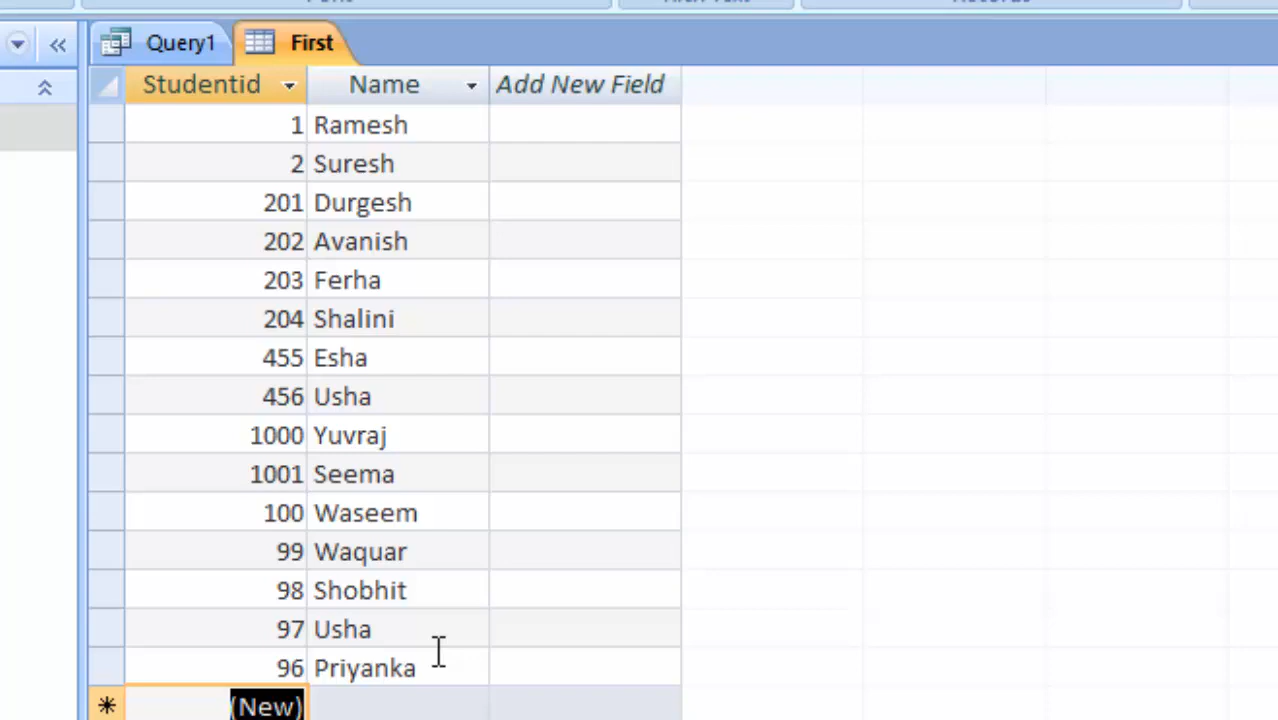 Query1 First
Studentid Name Add New Field
1 Ramesh
2 Suresh
201 Durgesh
202 Avanish
203 Ferha
204 Shalini
455 Esha
456 Usha
1000 Yuvraj
1001 Seema
100 Waseem
99 Waquar
98 Shobhit
97 Usha
96 Priyanka
* (New)